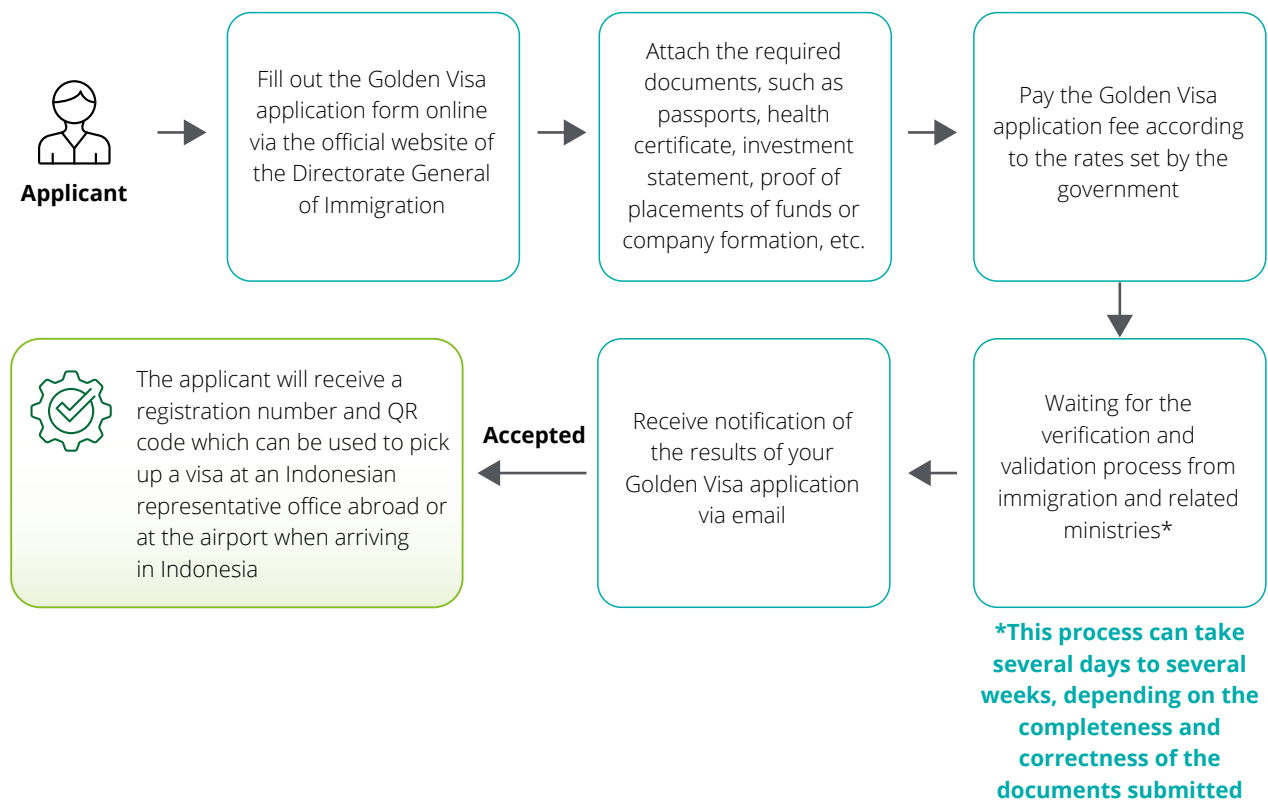 Applicant
Fill out the Golden Visa
application form online
via the official website of
the Directorate General
of Immigration
Attach the required
documents, such as
passports, health
certificate, investment
statement, proof of
placements of funds or
company formation, etc.
Pay the Golden Visa
application fee according
to the rates set by the
government
Waiting for the
verification and
validation process from
immigration and related
ministries*
*This process can take
several days to several
weeks, depending on the
completeness and
correctness of the
documents submitted
Receive notification of
the results of your
Golden Visa application
via email
Accepted
The applicant will receive a
registration number and QR
code which can be used to pick
up a visa at an Indonesian
representative office abroad or
at the airport when arriving
in Indonesia